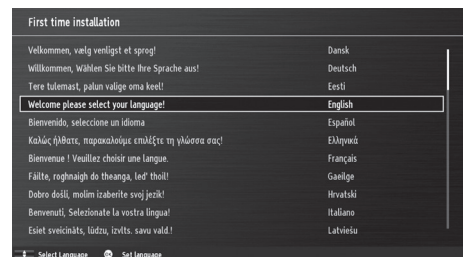 First time installation
Velkommen, vælg venligst et sprog! Dansk
Willkommen, Wählen Sie bitte Ihre Sprache aus! Deutsch
Tere tulemast, palun valige oma keel! Eesti
Welcome please select your language! English
Bienvenido, seleccione un idioma Español
Καλώς ήλθατε, παρακαλούμε επιλέξτε τη γλώσσα σας! Ελληνικά
Bienvenue ! Veuillez choisir une langue. Français
Fáilte, roghnaigh do theanga, led' thoil! Gaeilge
Dobro došli, molim izaberite svoj jezik! Hrvatski
Benvenuti, Selezionate la vostra lingua! Italiano
Esiet sveicināts, lūdzu, izvlts. savu vald.! Latviešu
Select Language OK Set language